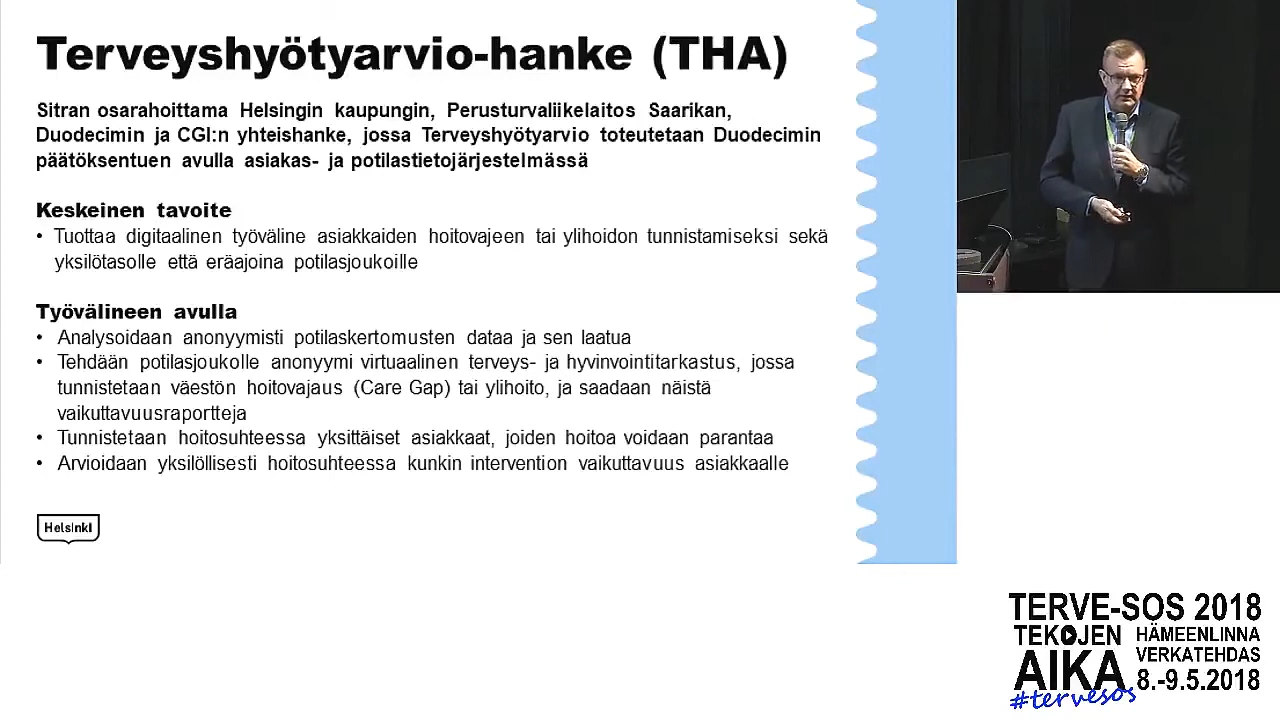 Terveyshyötyarvio-hanke (THA)
Sitran osarahoittama Helsingin kaupungin, Perusturvaliikelaitos Saarikan,
Duodecimin ja CGI:n yhteishanke, jossa Terveyshyötyarvio toteutetaan Duodecimin
päätöksentuen avulla asiakas- ja potilastietojärjestelmässä
Keskeinen tavoite
• Tuottaa digitaalinen työväline asiakkaiden hoitovajeen tai ylihoidon tunnistamiseksi sekä
yksilötasolle että eräajoina potilasjoukoille
Työvälineen avulla
• Analysoidaan anonyymisti potilaskertomusten dataa ja sen laatua
• Tehdään potilasjoukolle anonyymi virtuaalinen terveys- ja hyvinvointitarkastus, jossa
tunnistetaan väestön hoitovajaus (Care Gap) tai ylihoito, ja saadaan näistä
vaikuttavuusraportteja
• Tunnistetaan hoitosuhteessa yksittäiset asiakkaat, joiden hoitoa voidaan parantaa
• Arvioidaan yksilöllisesti hoitosuhteessa kunkin intervention vaikuttavuus asiakkaalle
Helsinki
TERVE-SOS 2018
TEKOJEN
AIKA
HÄMEENLINNA
VERKATEHDAS
8.-9.5.2018
#tervesos